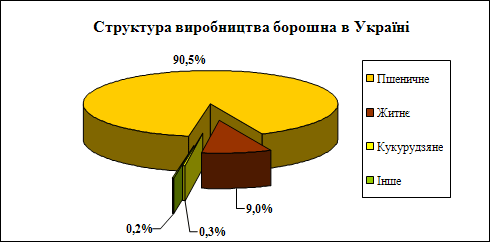 Структура виробництва борошна в Україні
90,5%
Пшеничне
Житнє
Кукурудзяне
Інше
9,0%
0,2%
0,3%